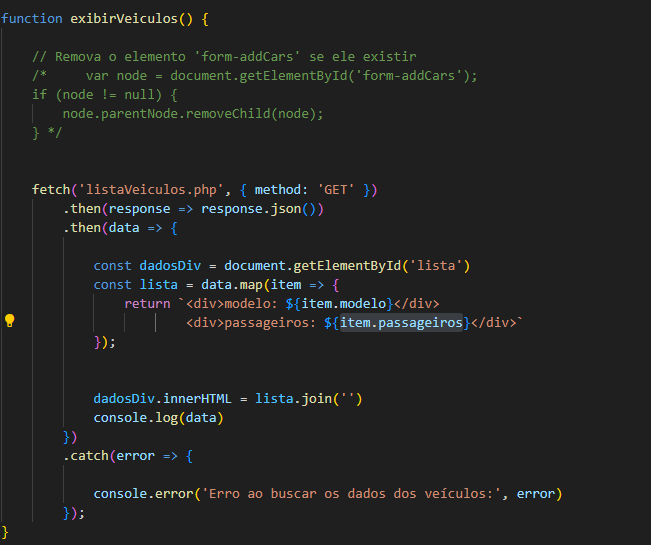 function exibirVeiculos() {
// Remova o elemento 'form-addCars' se ele existir
/*     var node = document.getElementById('form-addCars');
if (node != null) {
node.parentNode.removeChild(node);
} */
fetch('listaVeiculos.php', { method: 'GET' })
.then(response => response.json())
.then(data => {
const dadosDiv = document.getElementById('lista')
const lista = data.map(item => {
return `<div>modelo: ${item.modelo}</div>
<div>passageiros: ${item.passageiros}</div>`
});
dadosDiv.innerHTML = lista.join('')
console.log(data)
})
.catch(error => {
console.error('Erro ao buscar os dados dos veículos:', error)
});
}